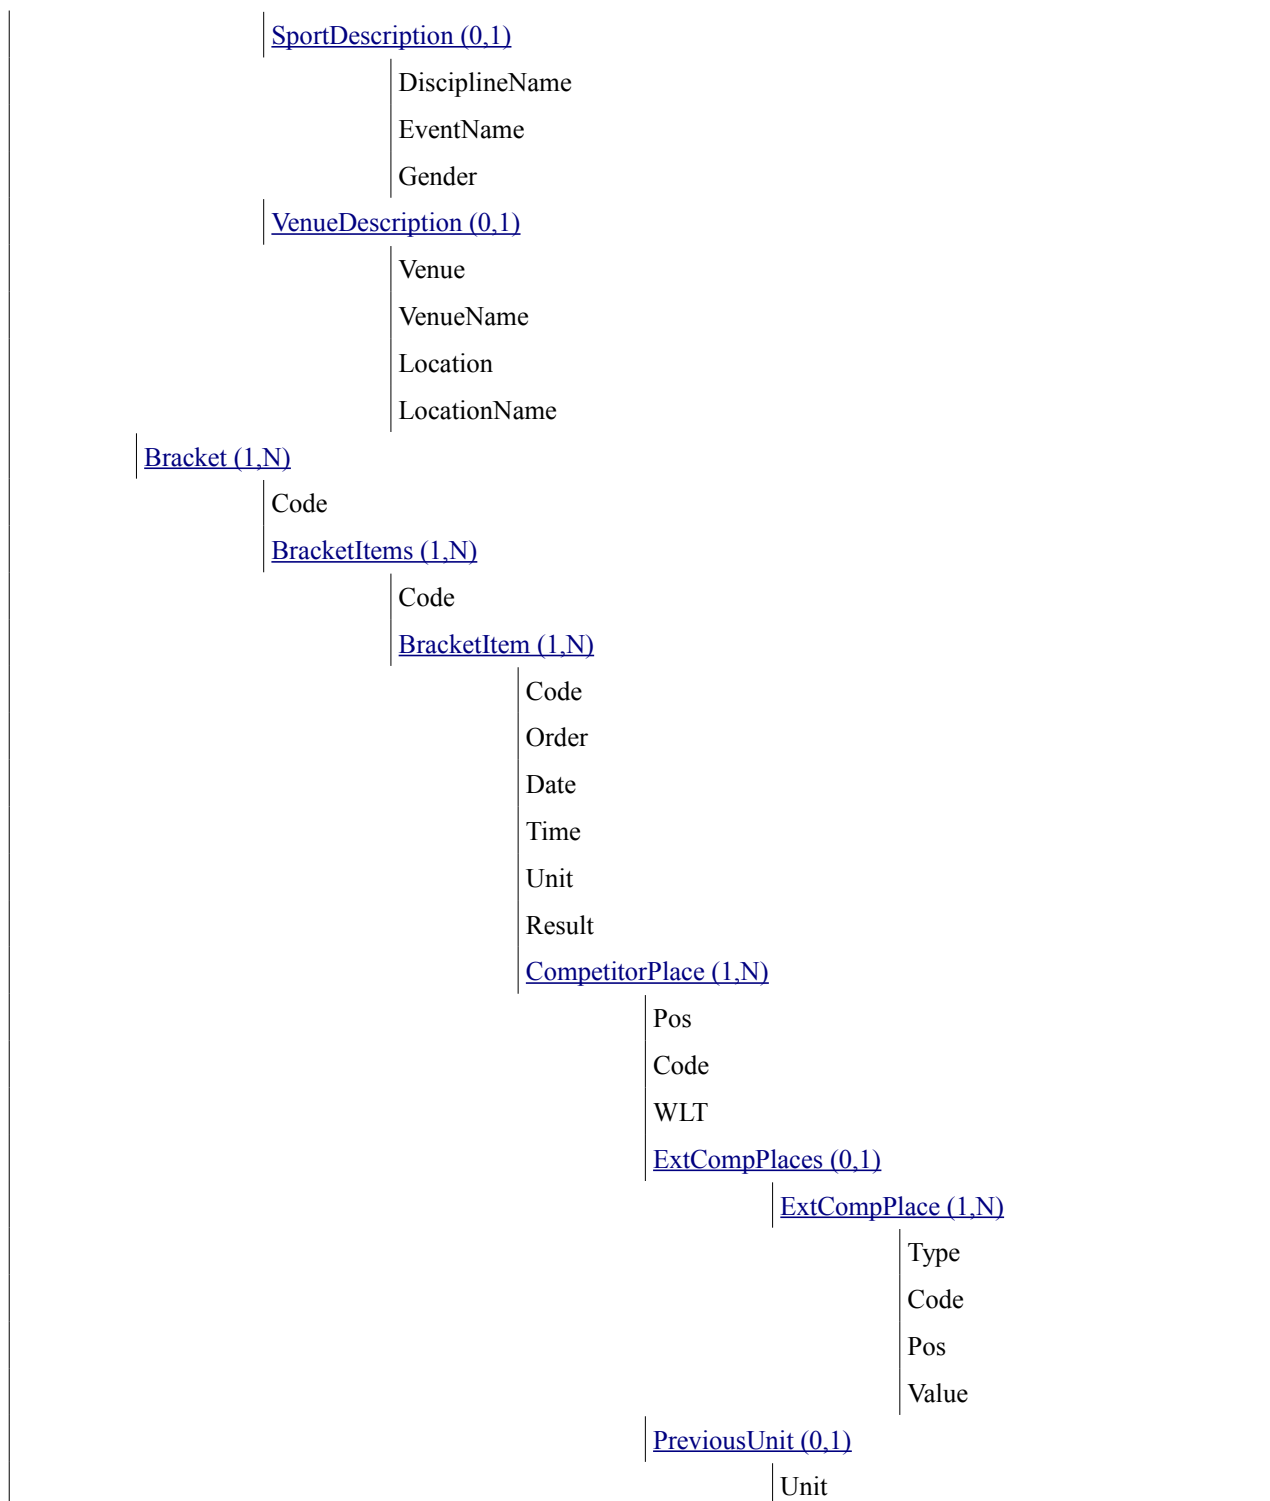 SportDescription (0,1)
DisciplineName
EventName
Gender
VenueDescription (0,1)
Venue
VenueName
Location
LocationName
Bracket (1,N)
Code
BracketItems (1,N)
Code
BracketItem (1,N)
Code
Order
Date
Time
Unit
Result
CompetitorPlace (1,N)
Pos
Code
WLT
ExtCompPlaces (0,1)
ExtCompPlace (1,N)
Type
Code
Pos
Value
PreviousUnit (0,1)
Unit